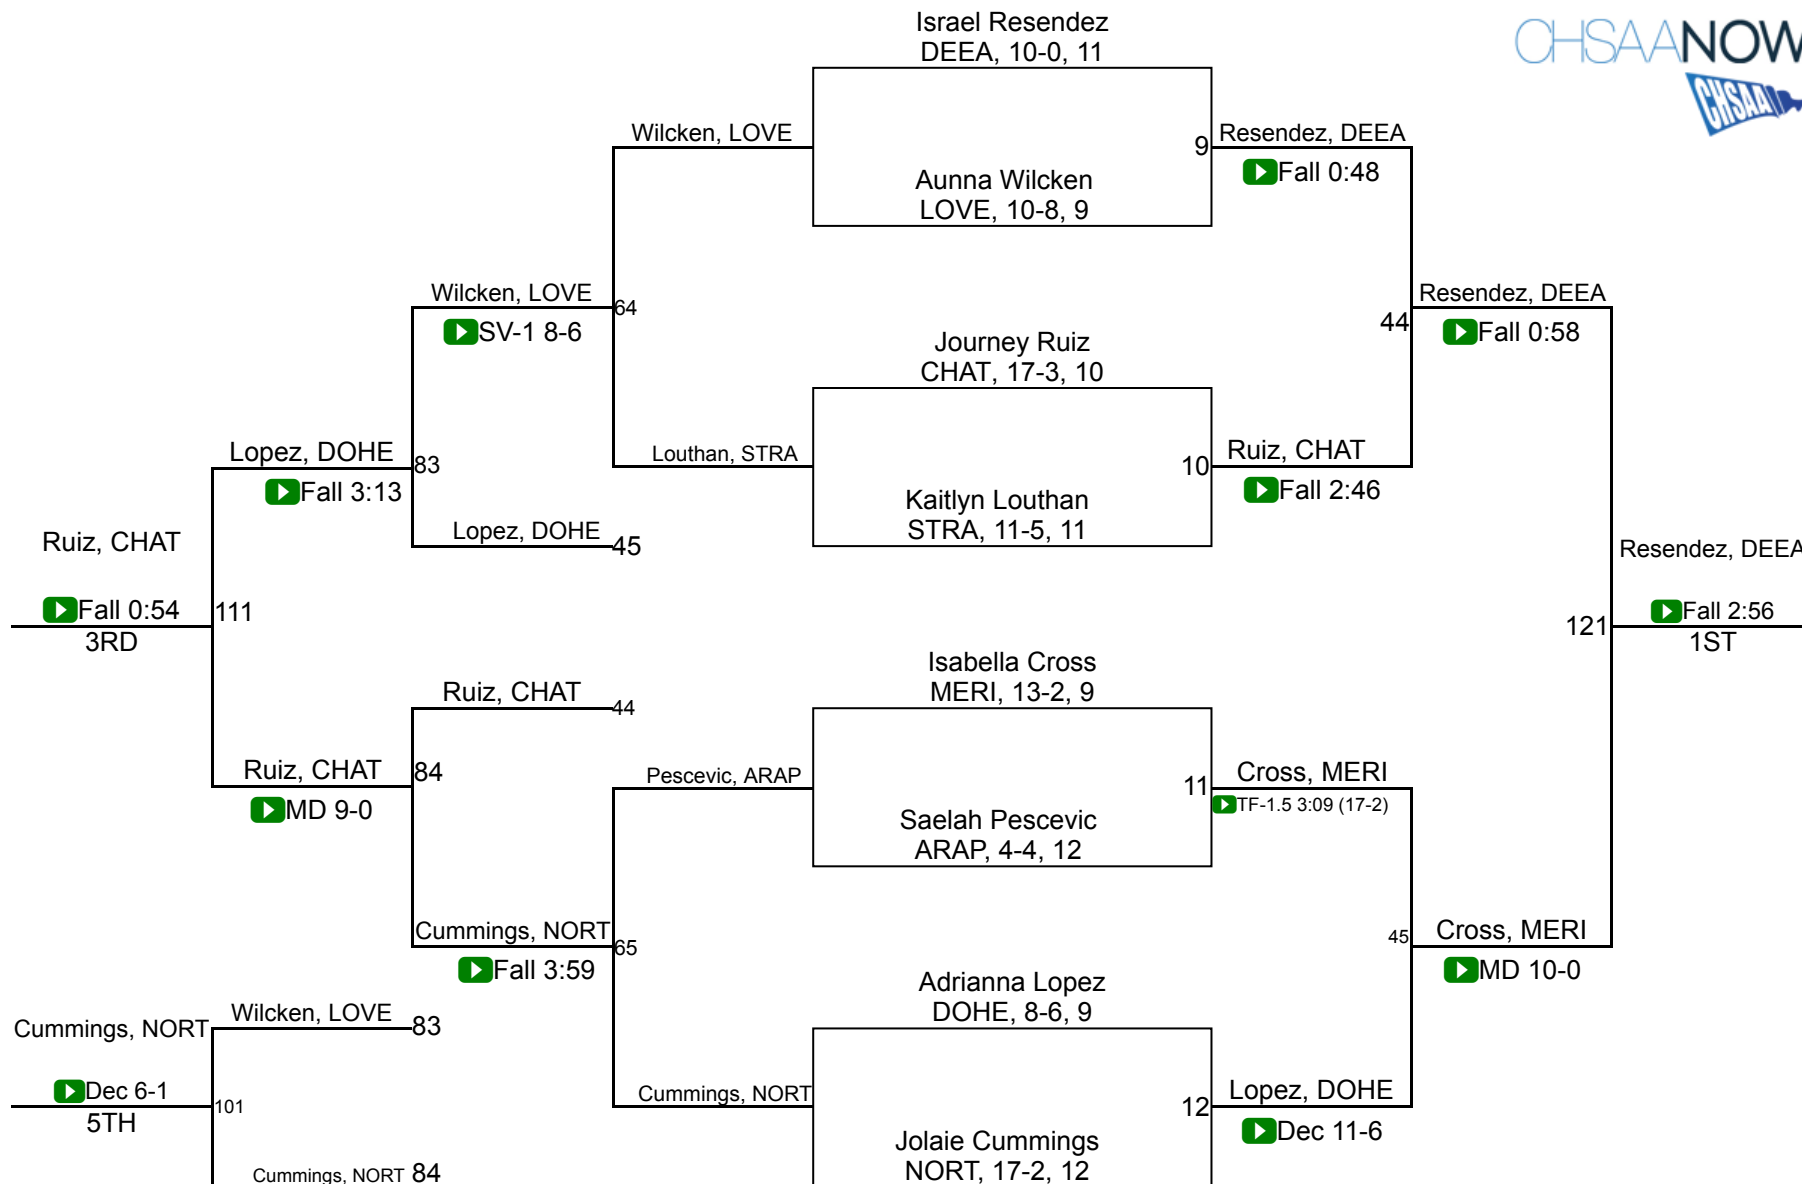 Israel Resendez
DEEA, 10-0, 11
CHSAANOW
CHSAA
Wilcken, LOVE
9
Resendez, DEEA
Fall 0:48
Aunna Wilcken
LOVE, 10-8, 9
Wilcken, LOVE
64
SV-1 8-6
Resendez, DEEA
44
Fall 0:58
Journey Ruiz
CHAT, 17-3, 10
Lopez, DOHE
83
Fall 3:13
Louthan, STRA
10
Ruiz, CHAT
Fall 2:46
Kaitlyn Louthan
STRA, 11-5, 11
Lopez, DOHE
45
Ruiz, CHAT
Resendez, DEEA
Fall 0:54
111
3RD
121
Fall 2:56
1ST
Isabella Cross
MERI, 13-2, 9
Ruiz, CHAT
44
Ruiz, CHAT
84
MD 9-0
Pescevic, ARAP
11
Cross, MERI
TF-1.5 3:09 (17-2)
Saelah Pescevic
ARAP, 4-4, 12
Cummings, NORT
65
Fall 3:59
45
Cross, MERI
MD 10-0
Adrianna Lopez
DOHE, 8-6, 9
Cummings, NORT
Wilcken, LOVE
83
Dec 6-1
101
5TH
Cummings, NORT
12
Lopez, DOHE
Dec 11-6
Jolaie Cummings
NORT, 17-2, 12
Cummings, NORT
84